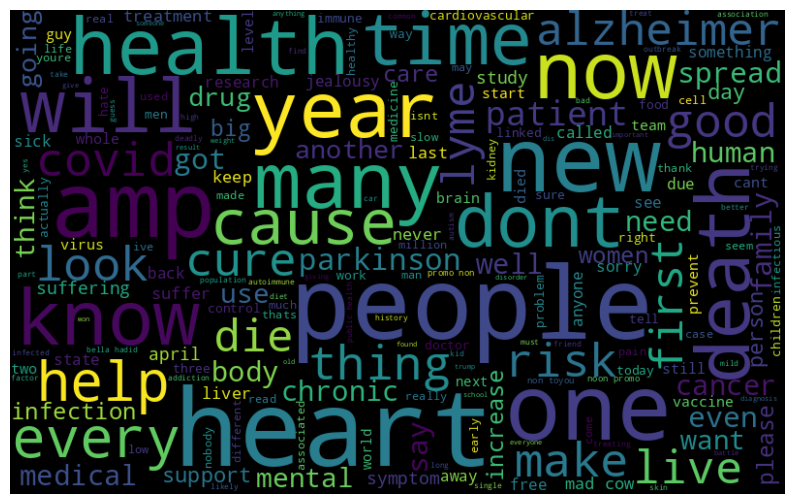 going guy real treatment immune level cardiovascular way alzheimer
life youre health time now something
someone anything association outbreak
will hate jealousy care study spread
research drug year medicine isnt start day
used men whole big another last lyme patient good
sick covid got keep many slow linked called team food cell
think actually amp cause new human
virus know look made never brain dont died see due cant
yes ive back cure parkinson well need women
suffering suffer use work man sorry first death family person
state april die people thing risk
help body doctor chronic cancer
two three infection liver next today still vaccine
every heart one even
medical support mental symptom say away increase make want live please
world read really early free mad cow
different associated nobody low likely
bella hadid autoimmune population control much thats problem anyone tell
promo non history found disorder diet addiction factor
non toyou noon promo trump school friend
prevent right case children infectious kidney million
sure thank seem better trying important bad
pain mild diagnosis skin single long everyone
creating come must kid old won part infected
result weight deadly high guess give take find treat
healthy car autism public health battle